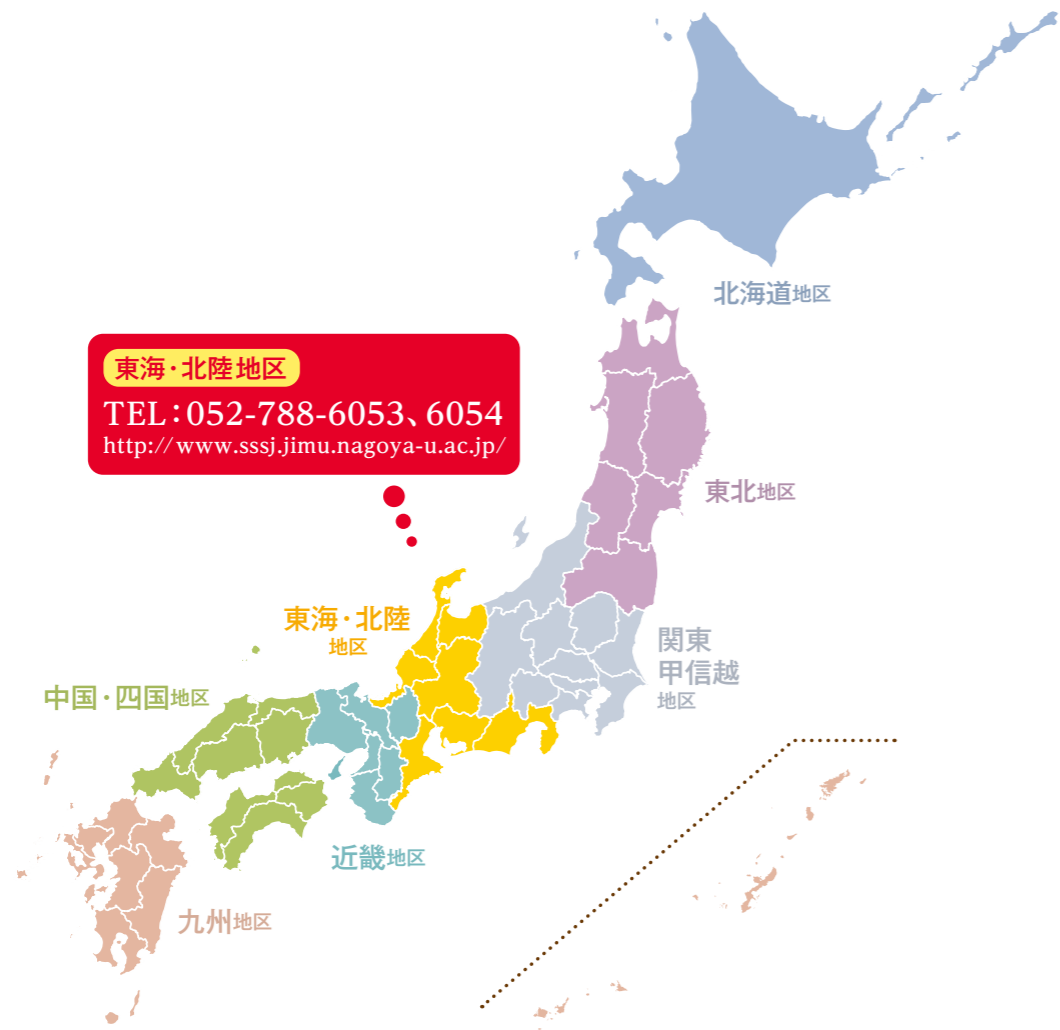 北海道地区
東海・北陸地区
TEL：052-788-6053、6054
http://www.sssj.jimu.nagoya-u.ac.jp/
東北地区
東海・北陸
地区
関東
甲信越
地区
中国・四国地区
近畿地区
九州地区